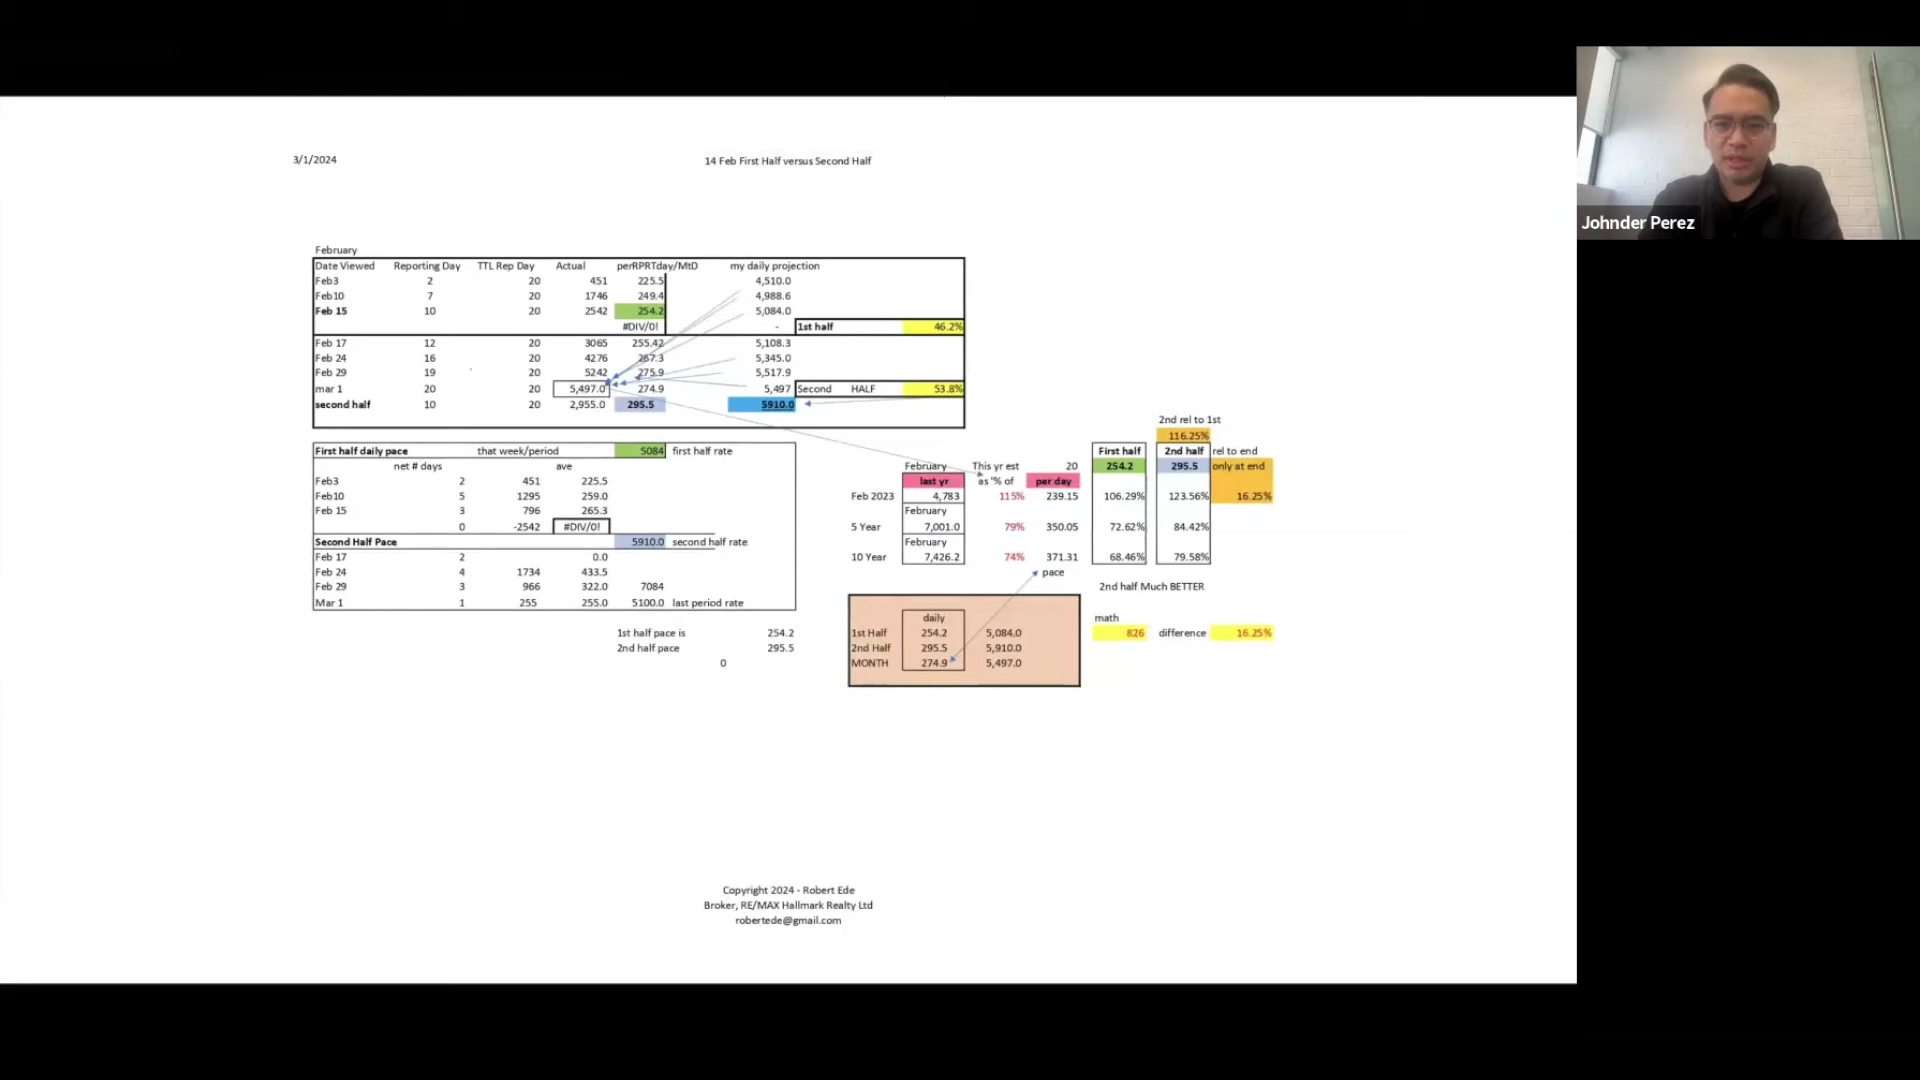 3/1/2024 14 Feb First Half versus Second Half
Johnder Perez
February
Date Viewed Reporting Day TTL Rep Day Actual perRPRTday/MtD my daily projection
Feb3 2 20 451 225.5 4,510.0
Feb10 7 20 1746 249.4 4,988.6
Feb 15 10 20 2542 254.2 5,084.0
#DIV/0! - 1st half 46.2%
Feb 17 12 20 3065 255.42 5,108.3
Feb 24 16 20 4276 267.3 5,345.0
Feb 29 19 20 5242 275.9 5,517.9
mar 1 20 20 5,497.0 274.9 5,497 Second HALF 53.8%
second half 10 20 2,955.0 295.5 5910.0
First half daily pace that week/period 5084 first half rate
net # days ave
Feb3 2 451 225.5
Feb10 5 1295 259.0
Feb 15 3 796 265.3
0 -2542 #DIV/0!
Second Half Pace 5910.0 second half rate
Feb 17 2 0.0
Feb 24 4 1734 433.5
Feb 29 3 966 322.0 7084
Mar 1 1 255 255.0 5100.0 last period rate
1st half pace is 254.2
2nd half pace 295.5
0
2nd rel to 1st
116.25%
First half 2nd half rel to end
February This yr est 20 254.2 295.5 only at end
last yr as '% of per day
Feb 2023 4,783 115% 239.15 106.29% 123.56% 16.25%
February
5 Year 7,001.0 79% 350.05 72.62% 84.42%
February
10 Year 7,426.2 74% 371.31 68.46% 79.58%
pace
2nd half Much BETTER
daily
1st Half 254.2 5,084.0
2nd Half 295.5 5,910.0
MONTH 274.9 5,497.0
math
826 difference 16.25%
Copyright 2024 - Robert Ede
Broker, RE/MAX Hallmark Realty Ltd
robertede@gmail.com